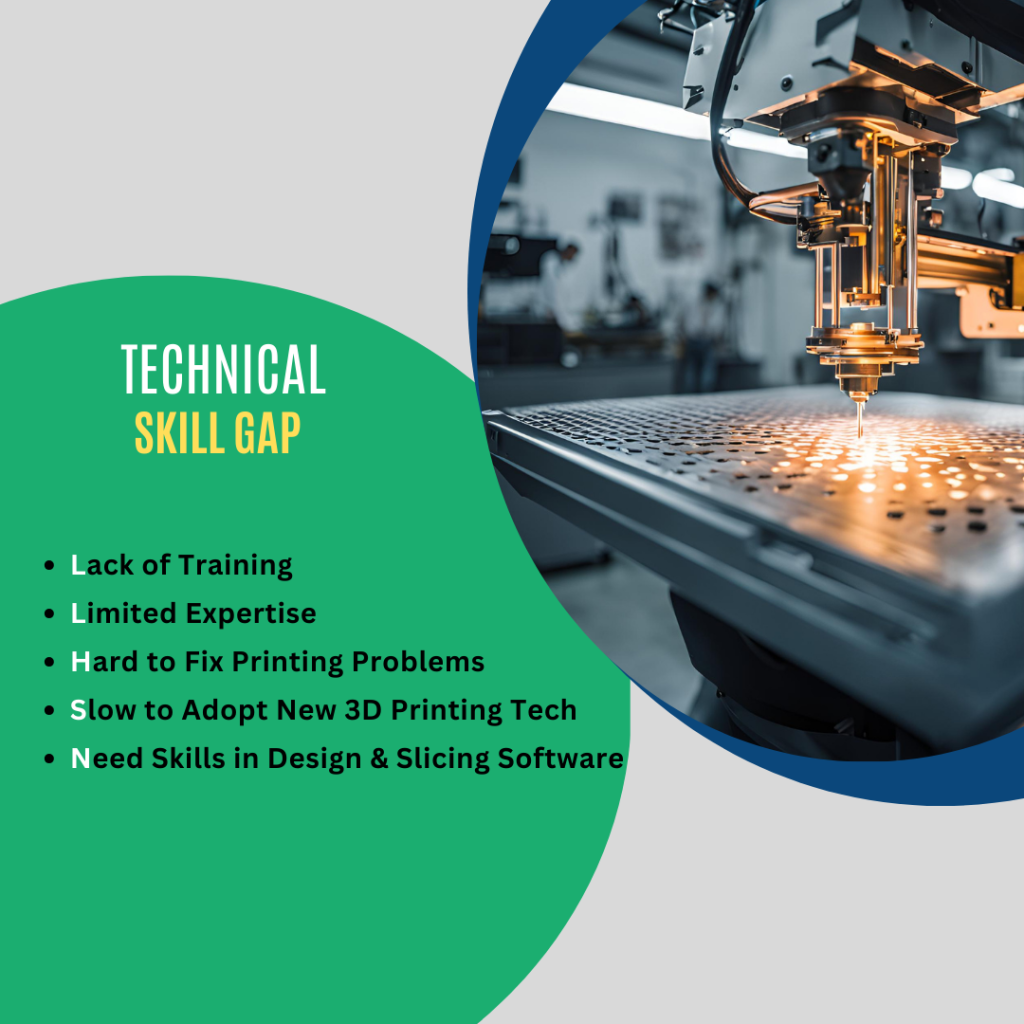 TECHNICAL
SKILL GAP
• Lack of Training
• Limited Expertise
• Hard to Fix Printing Problems
• Slow to Adopt New 3D Printing Tech
• Need Skills in Design & Slicing Software